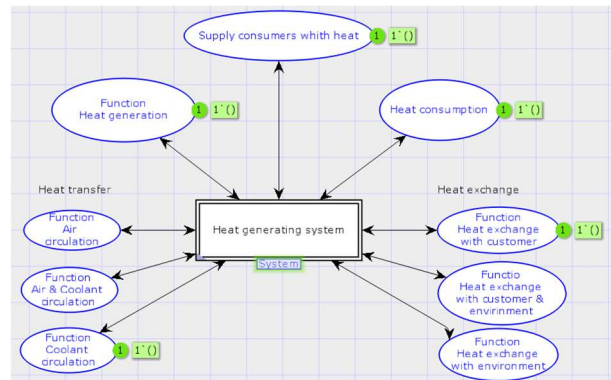 Supply consumers whith heat
1 1`()
Function
Heat generation
1 1`()
Heat consumption
1 1`()
Heat transfer
Heat exchange
Function
Air
circulation
Heat generating system
System
Function
Heat exchange
with customer
1 1`()
Function
Air & Coolant
circulation
Functio
Heat exchange
with customer &
envirinment
Function
Coolant
circulation
1 1`()
Function
Heat exchange
with environment